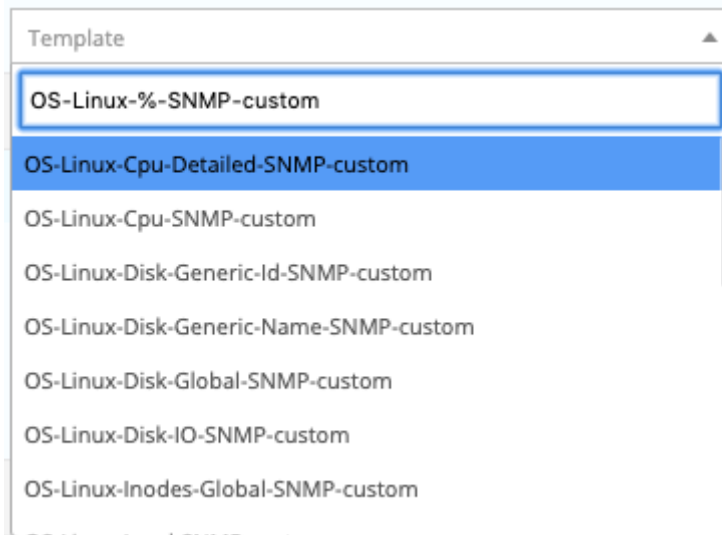 Template
OS-Linux-%-SNMP-custom
OS-Linux-Cpu-Detailed-SNMP-custom
OS-Linux-Cpu-SNMP-custom
OS-Linux-Disk-Generic-Id-SNMP-custom
OS-Linux-Disk-Generic-Name-SNMP-custom
OS-Linux-Disk-Global-SNMP-custom
OS-Linux-Disk-IO-SNMP-custom
OS-Linux-Inodes-Global-SNMP-custom